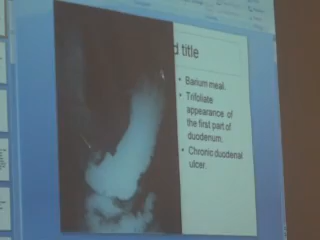 d title
• Barium meal.
• Trifoliate
appearance of
the first part of
duodenum.
• Chronic duodenal
ulcer.